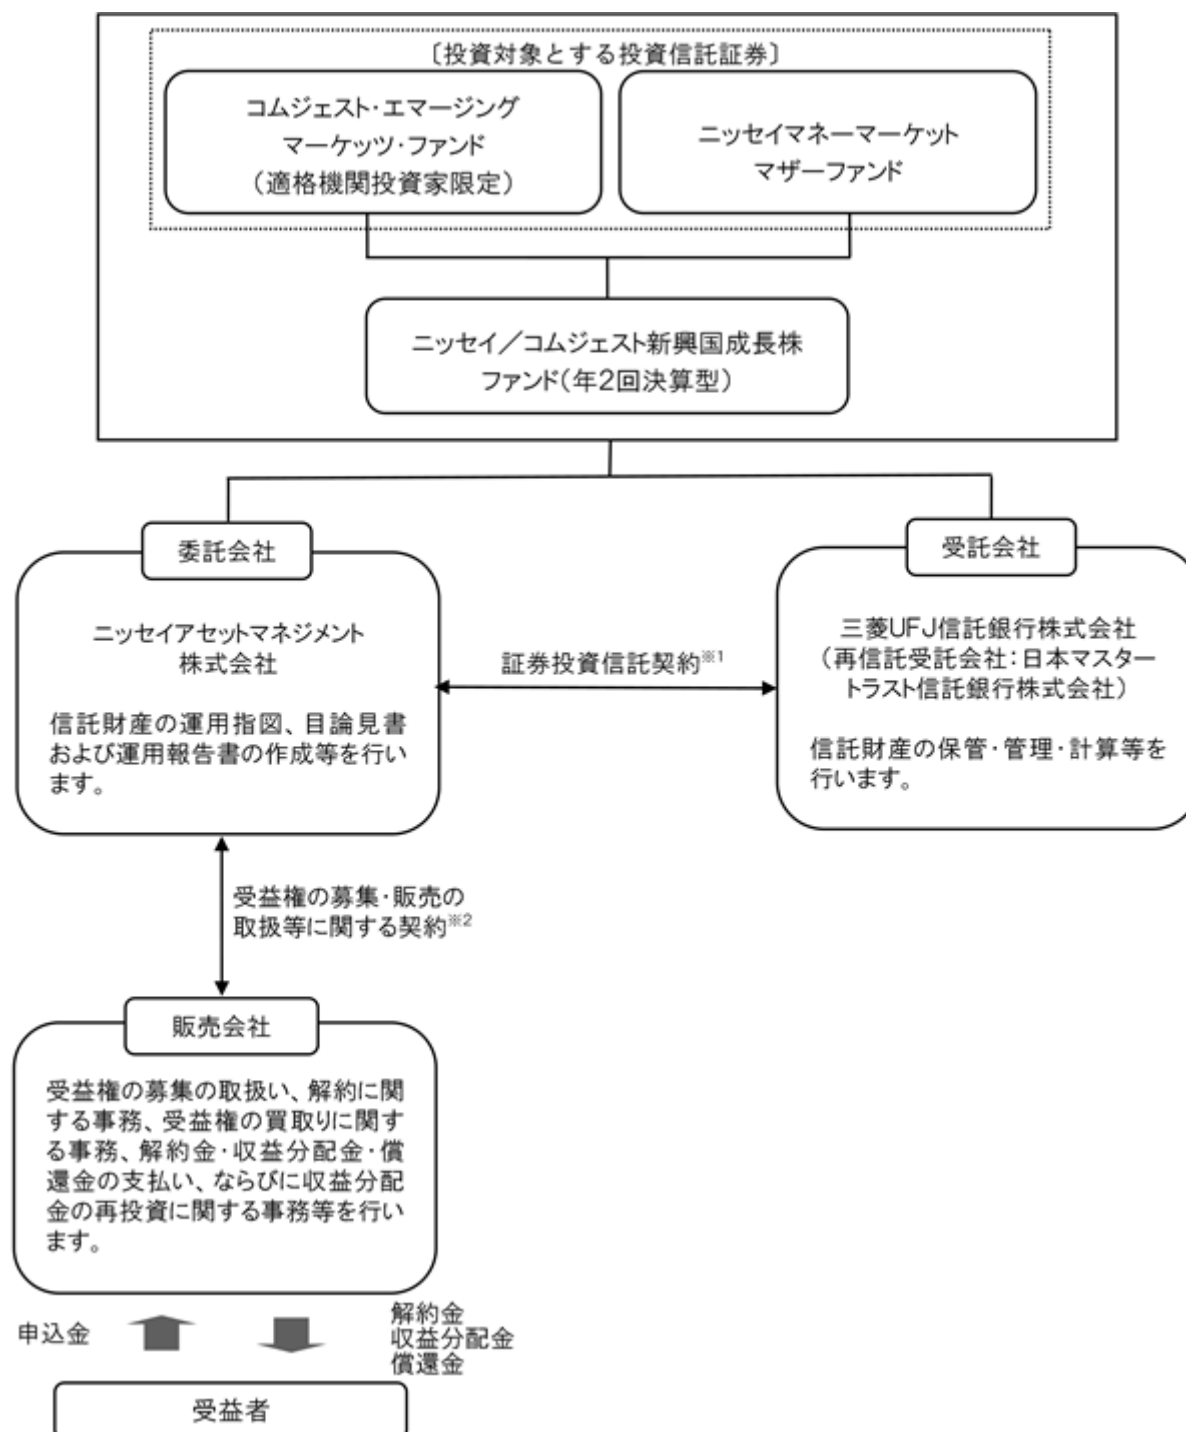 〔投資対象とする投資信託証券〕
コムジェスト・エマージング
マーケッツ・ファンド
（適格機関投資家限定）
ニッセイマネーマーケット
マザーファンド
ニッセイ／コムジェスト新興国成長株
ファンド（年2回決算型）
委託会社
ニッセイアセットマネジメント
株式会社
信託財産の運用指図、目論見書
および運用報告書の作成等を行い
ます。
証券投資信託契約※1
受託会社
三菱UFJ信託銀行株式会社
（再信託受託会社：日本マスター
トラスト信託銀行株式会社）
信託財産の保管・管理・計算等を
行います。
受益権の募集・販売の
取扱等に関する契約※2
販売会社
受益権の募集の取扱い、解約に関
する事務、受益権の買取りに関す
る事務、解約金・収益分配金・償
還金の支払い、ならびに収益分配
金の再投資に関する事務等を行い
ます。
申込金
解約金
収益分配金
償還金
受益者